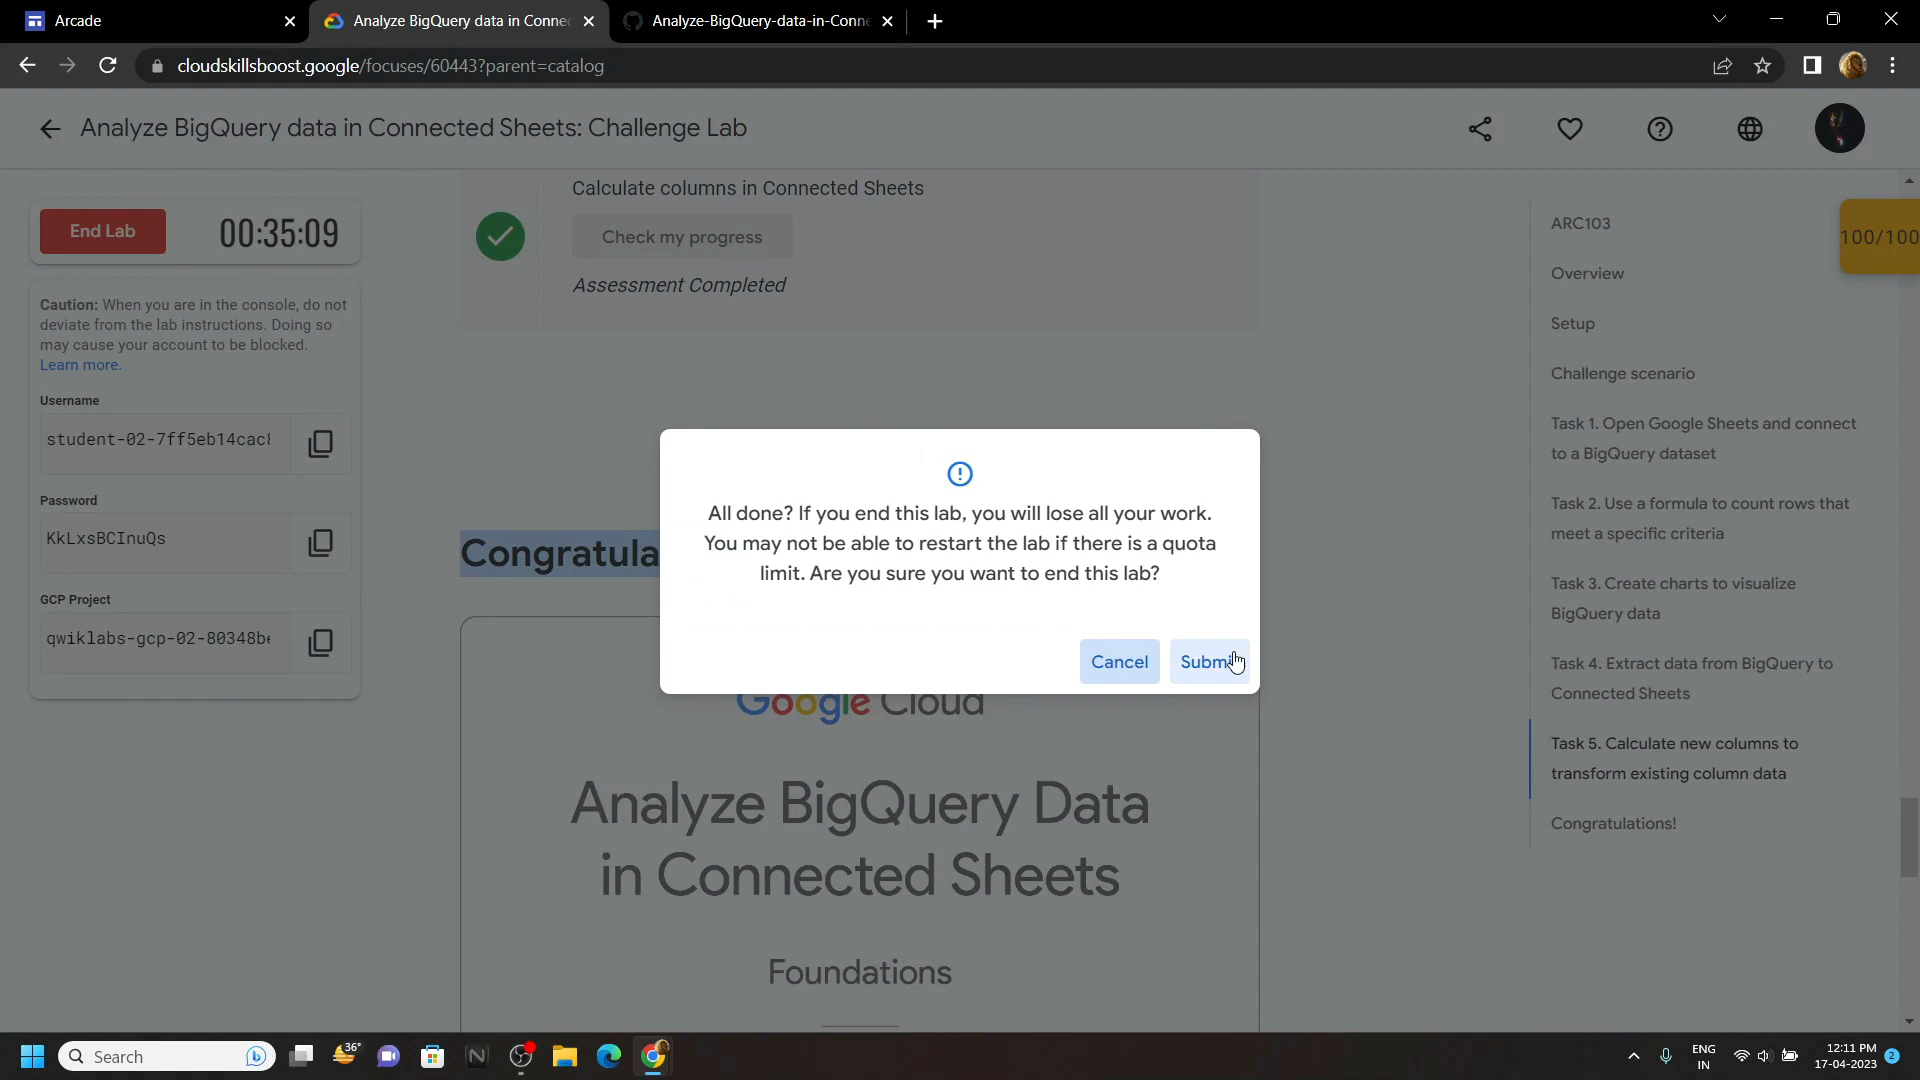 Arcade
Analyze BigQuery data in Connec
Analyze-BigQuery-data-in-Conne
cloudskillsboost.google/focuses/60443?parent=catalog
Analyze BigQuery data in Connected Sheets: Challenge Lab
End Lab
00:35:09
Caution: When you are in the console, do not
deviate from the lab instructions. Doing so
may cause your account to be blocked.
Learn more.
Username
student-02-7ff5eb14cac
Password
KkLxsBCInuQs
GCP Project
qwiklabs-gcp-02-80348b
Calculate columns in Connected Sheets
Check my progress
Assessment Completed
Congratula
All done? If you end this lab, you will lose all your work.
You may not be able to restart the lab if there is a quota
limit. Are you sure you want to end this lab?
Cancel
Submi
Google Cloud
Analyze BigQuery Data
in Connected Sheets
Foundations
100/100
ARC103
Overview
Setup
Challenge scenario
Task 1. Open Google Sheets and connect
to a BigQuery dataset
Task 2. Use a formula to count rows that
meet a specific criteria
Task 3. Create charts to visualize
BigQuery data
Task 4. Extract data from BigQuery to
Connected Sheets
Task 5. Calculate new columns to
transform existing column data
Congratulations!
Search
36°
ENG
IN
12:11 PM
17-04-2023
2